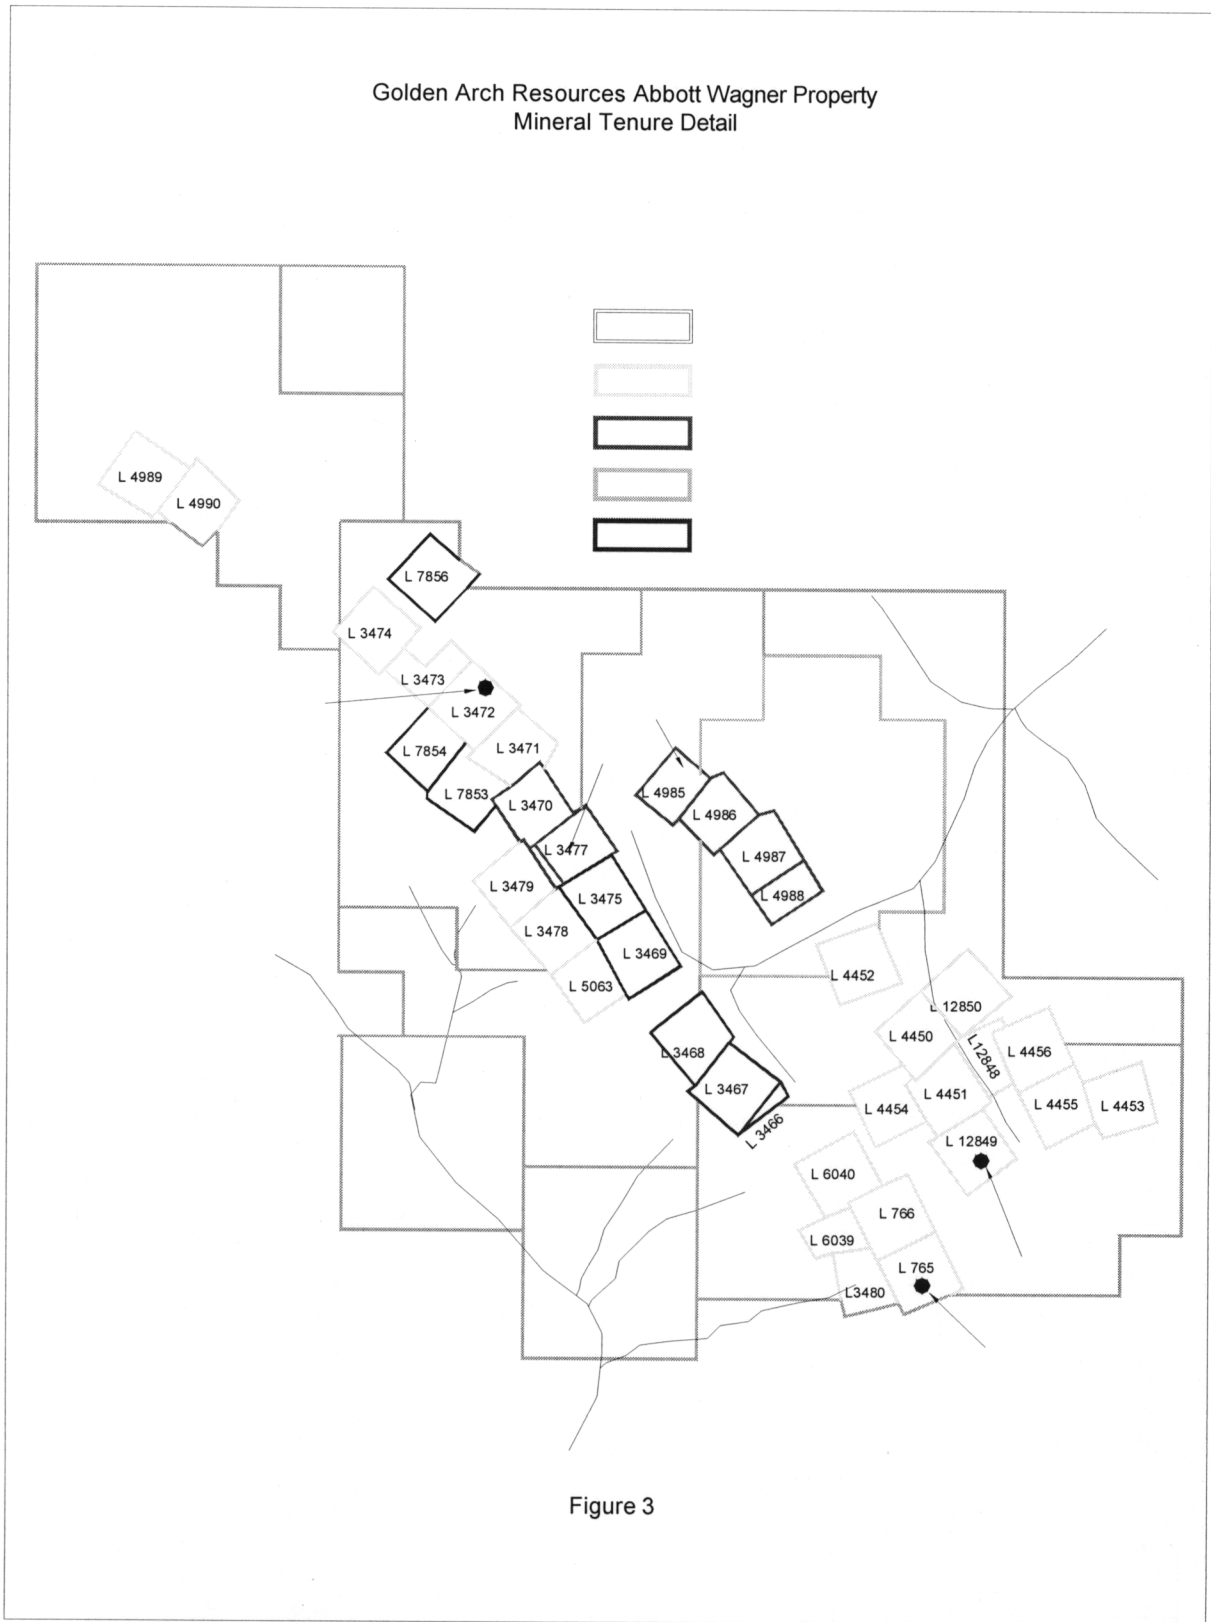 Golden Arch Resources Abbott Wagner Property
Mineral Tenure Detail
L 4989
L 4990
L 7856
L 3474
L 3473
L 3472
L 7854
L 3471
L 7853
L 3470
L 4985
L 4986
L 3477
L 4987
L 3479
L 4988
L 3475
L 3478
L 3469
L 4452
L 5063
L 12850
L 4450
L 3468
L12848
L 4456
L 3467
L 4451
L 4454
L 4455
L 4453
L 3466
L 12849
L 6040
L 766
L 6039
L 765
L3480
Figure 3